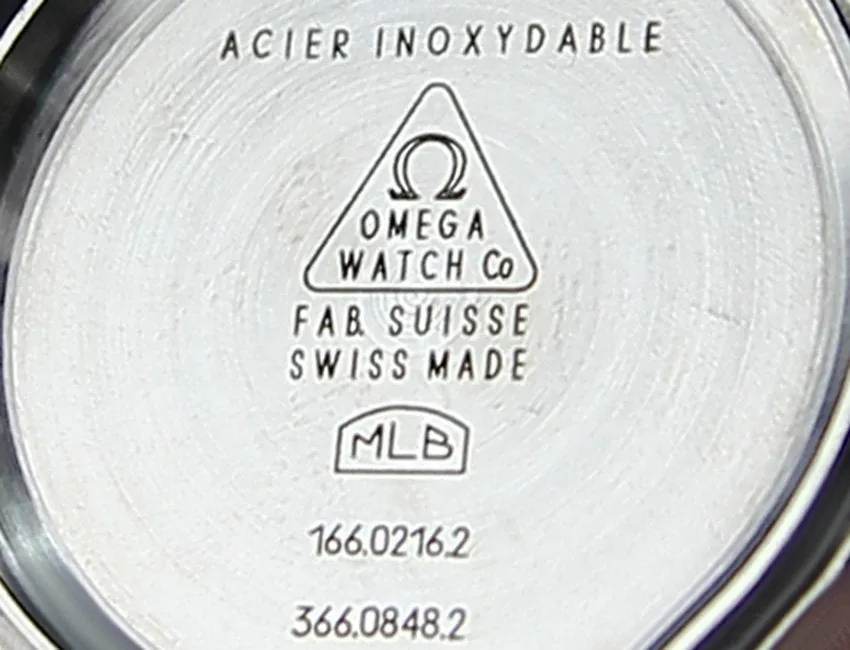 ACIER INOXYDABLE
Ω
OMEGA
WATCH Co
FAB. SUISSE
SWISS MADE
MLB
166.0216.2
366.0848.2